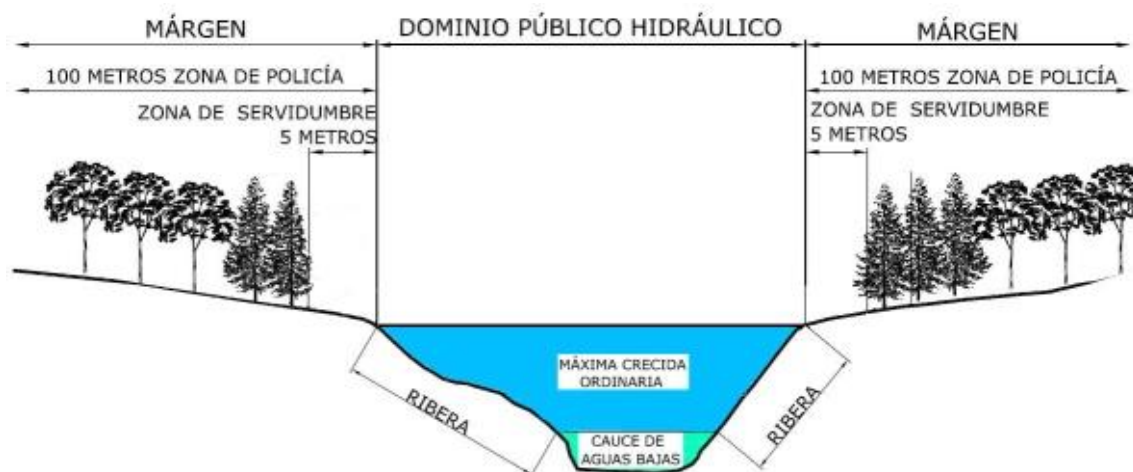 MÁRGEN
DOMINIO PÚBLICO HIDRÁULICO
MÁRGEN
100 METROS ZONA DE POLICÍA
100 METROS ZONA DE POLICÍA
ZONA DE SERVIDUMBRE
5 METROS
ZONA DE SERVIDUMBRE
5 METROS
MÁXIMA CRECIDA
ORDINARIA
RIBERA
RIBERA
CAUCE DE
AGUAS BAJAS